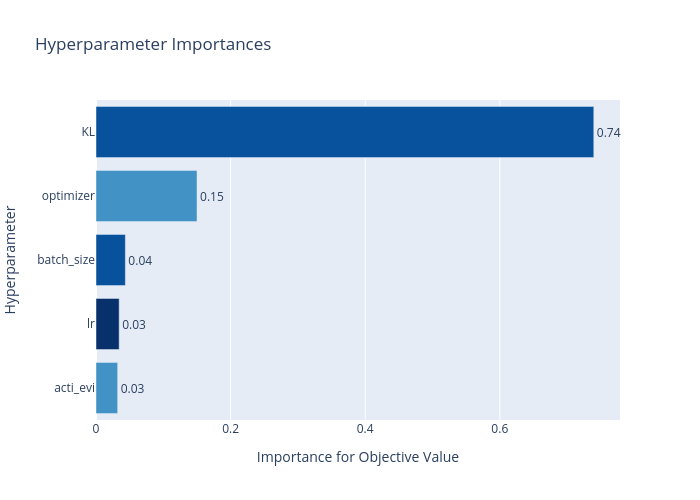 Hyperparameter Importances
Hyperparameter
KL
0.74
optimizer
0.15
batch_size
0.04
lr
0.03
acti_evi
0.03
0
0.2
0.4
0.6
Importance for Objective Value